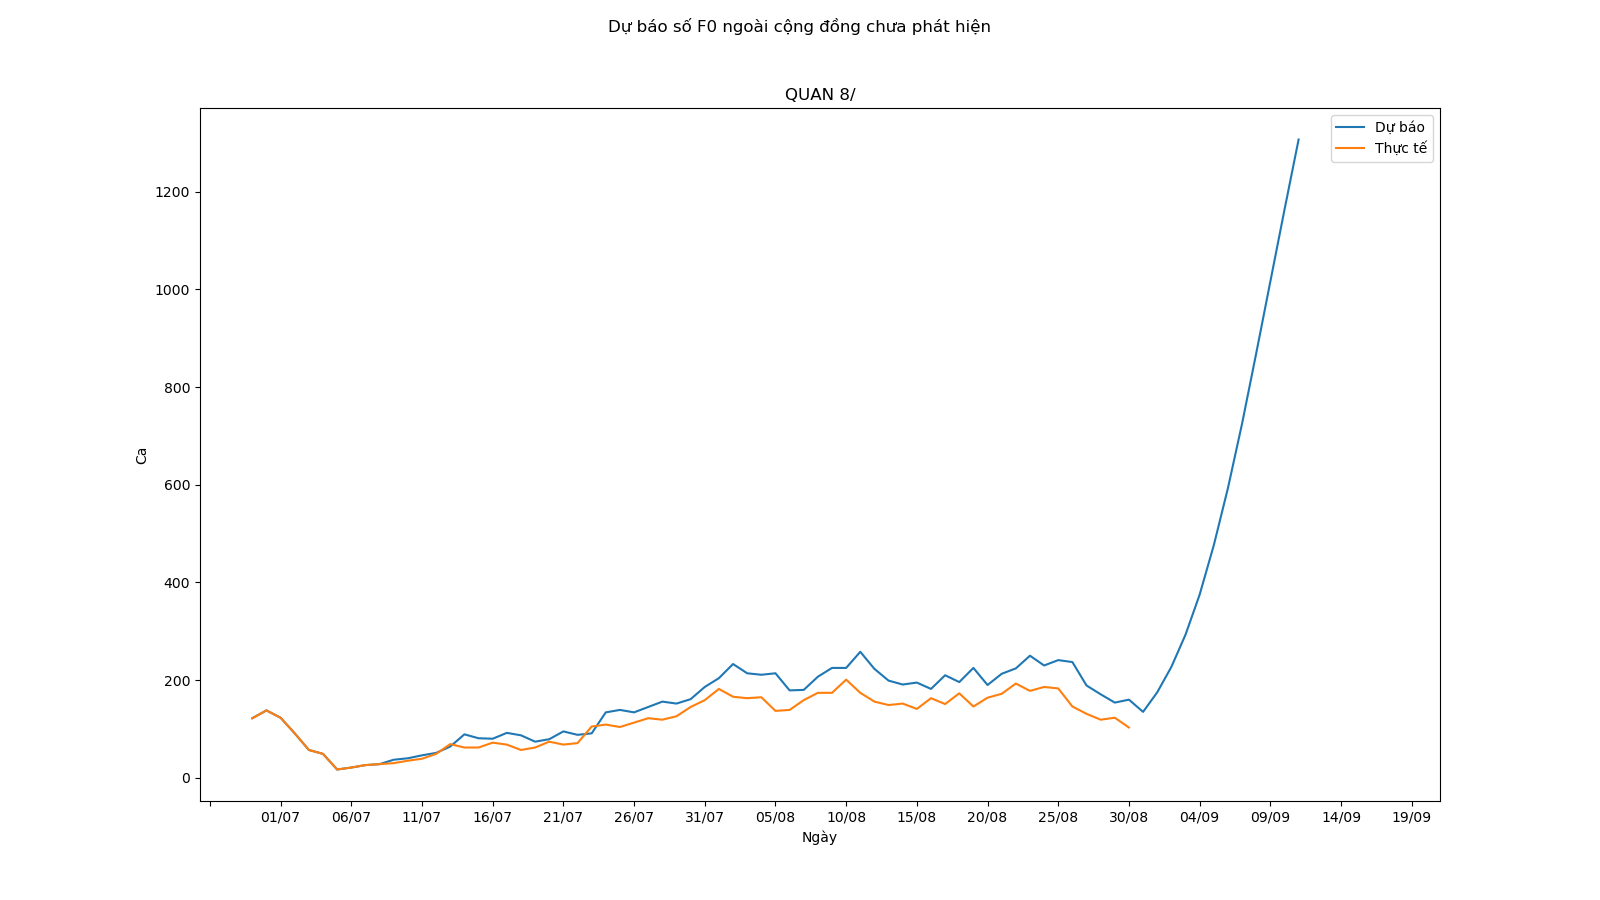 Dự báo số F0 ngoài cộng đồng chưa phát hiện
QUAN 8/
Dự báo
Thực tế
1200
1000
800
600
400
200
0
Ca
01/07 06/07 11/07 16/07 21/07 26/07 31/07 05/08 10/08 15/08 20/08 25/08 30/08 04/09 09/09 14/09 19/09
Ngày